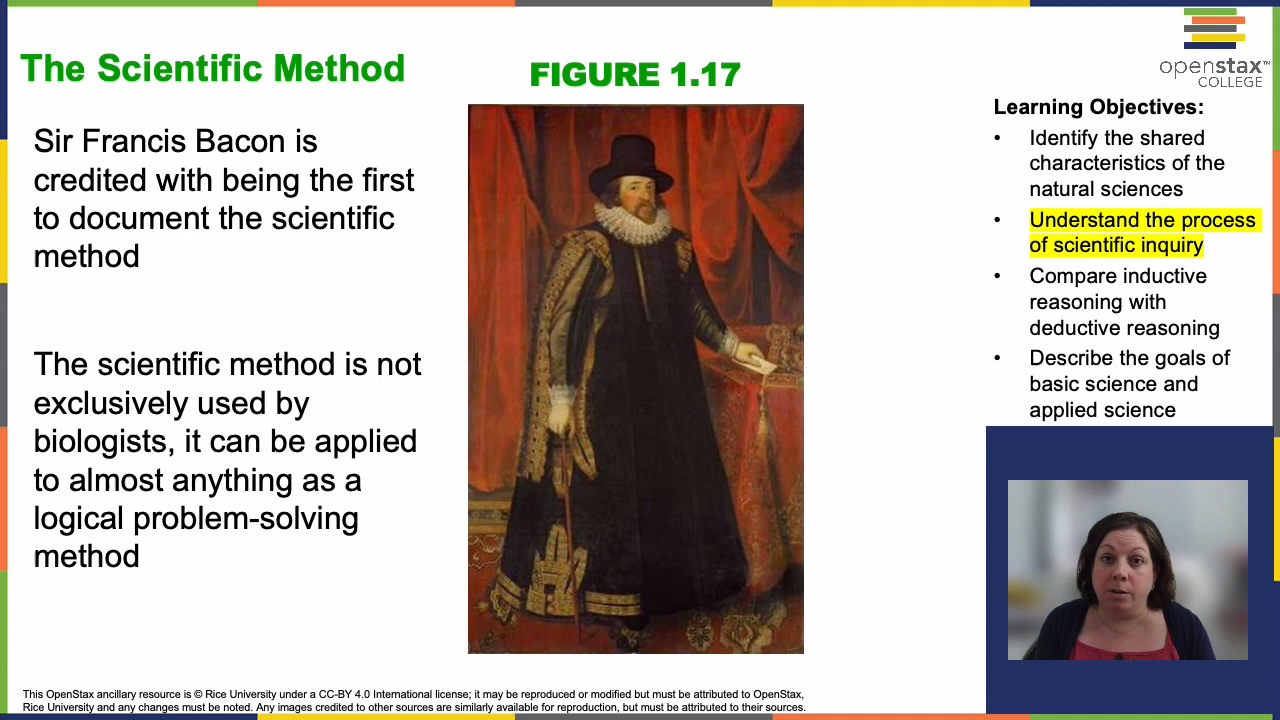 The Scientific Method
FIGURE 1.17
openstax™
COLLEGE
Sir Francis Bacon is
credited with being the first
to document the scientific
method
The scientific method is not
exclusively used by
biologists, it can be applied
to almost anything as a
logical problem-solving
method
Learning Objectives:
• Identify the shared
characteristics of the
natural sciences
• Understand the process
of scientific inquiry
• Compare inductive
reasoning with
deductive reasoning
• Describe the goals of
basic science and
applied science
This OpenStax ancillary resource is © Rice University under a CC-BY 4.0 International license; it may be reproduced or modified but must be attributed to OpenStax,
Rice University and any changes must be noted. Any images credited to other sources are similarly available for reproduction, but must be attributed to their sources.